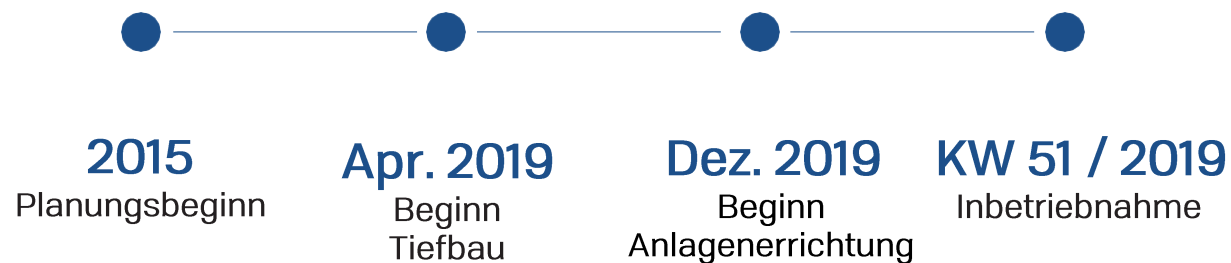 2015
Planungsbeginn
Apr. 2019
Beginn
Tiefbau
Dez. 2019
Beginn
Anlagenerrichtung
KW 51 / 2019
Inbetriebnahme